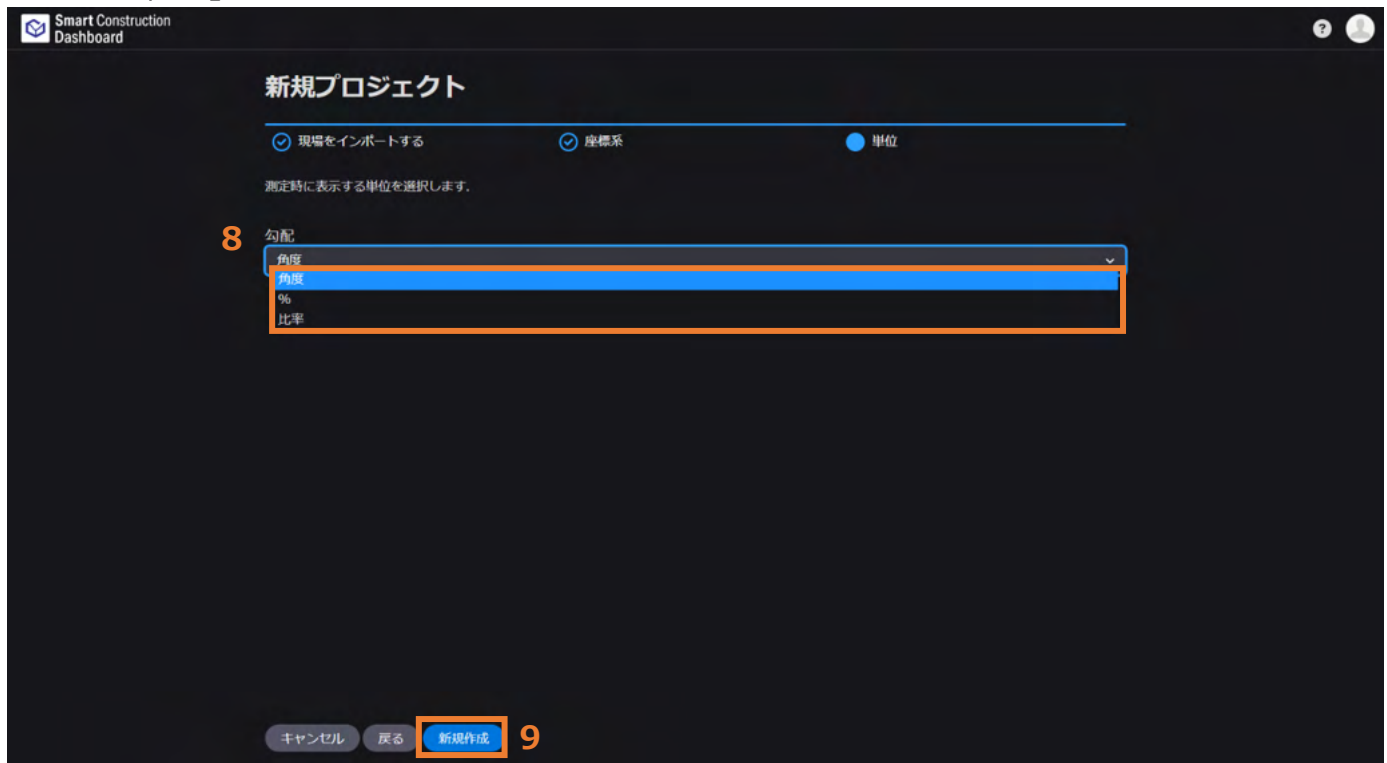 Smart Construction
Dashboard
?
新規プロジェクト
現場をインポートする
座標系
単位
測定時に表示する単位を選択します.
8
勾配
角度
角度
%
比率
キャンセル
戻る
新規作成
9